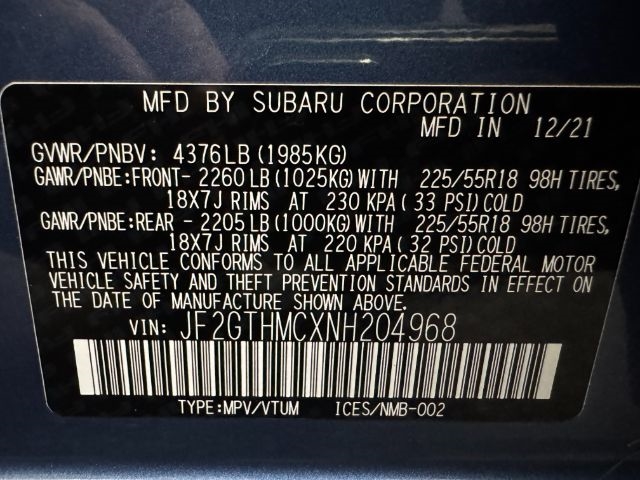 MFD BY SUBARU CORPORATION
MFD IN 12/21
GVWR/PNBV: 4376LB (1985KG)
GAWR/PNBE:FRONT- 2260 LB (1025KG) WITH 225/55R18 98H TIRES,
18X7J RIMS AT 230 KPA ( 33 PSI) COLD
GAWR/PNBE:REAR - 2205 LB (1000KG) WITH 225/55R18 98H TIRES,
18X7J RIMS AT 220 KPA ( 32 PSI) COLD
THIS VEHICLE CONFORMS TO ALL APPLICABLE FEDERAL MOTOR
VEHICLE SAFETY AND THEFT PREVENTION STANDARDS IN EFFECT ON
THE DATE OF MANUFACTURE SHOWN ABOVE.
VIN: JF2GTHMCXNH204968
TYPE:MPV/VTUM ICES/NMB-002